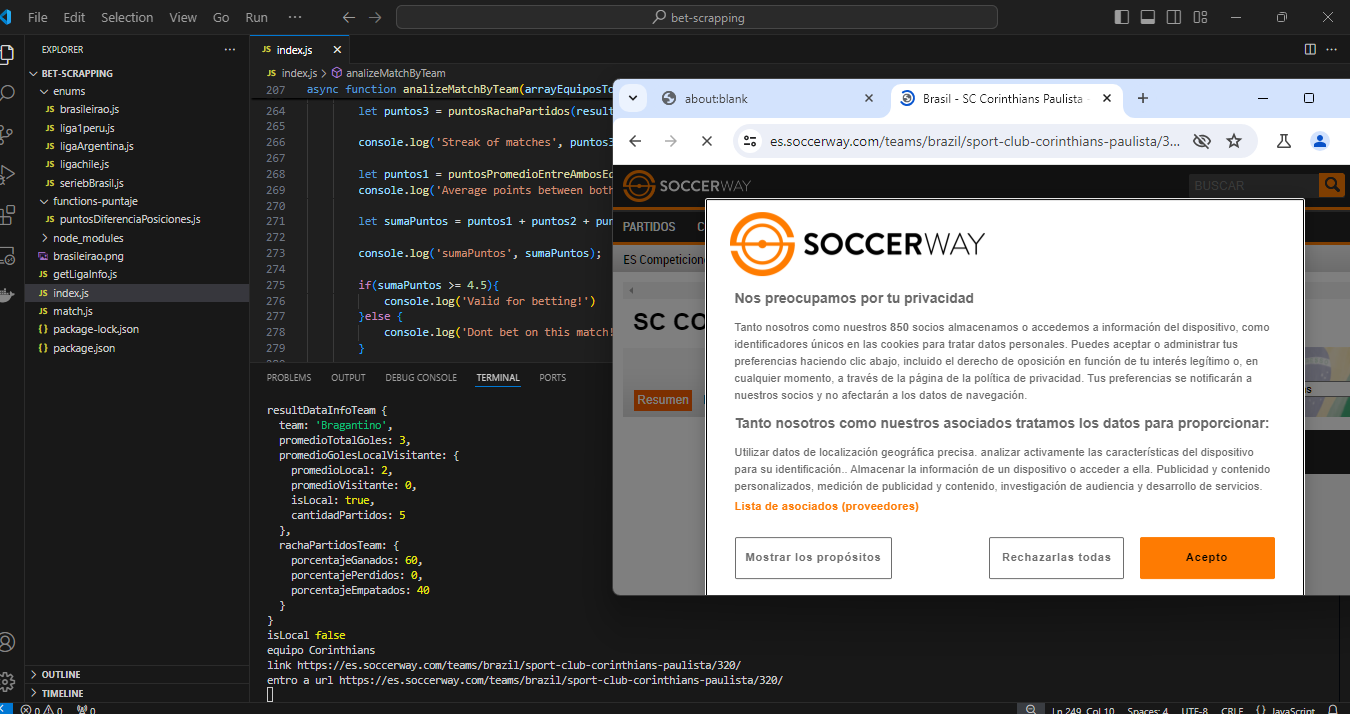 File Edit Selection View Go Run ··· bet-scrapping
EXPLORER ···
BET-SCRAPPING
enums
JS brasileirao.js
JS liga1peru.js
JS ligaArgentina.js
JS ligachile.js
JS seriebBrasil.js
functions-puntaje
JS puntosDiferenciaPosiciones.js
node_modules
brasileirao.png
JS getLigaInfo.js
JS index.js
JS match.js
{} package-lock.json
{} package.json
OUTLINE
TIMELINE
JS index.js
JS index.js > analizeMatchByTeam
207 async function analizeMatchByTeam(arrayEquiposTo
264 let puntos3 = puntosRachaPartidos(result
265
266 console.log('Streak of matches', puntos3
267
268 let puntos1 = puntosPromedioEntreAmbosEq
269 console.log('Average points between both
270
271 let sumaPuntos = puntos1 + puntos2 + pun
272
273 console.log('sumaPuntos', sumaPuntos);
274
275 if(sumaPuntos >= 4.5){
276 console.log('Valid for betting!')
277 }else {
278 console.log('Dont bet on this match!
279 }
PROBLEMS OUTPUT DEBUG CONSOLE TERMINAL PORTS
resultDataInfoTeam {
team: 'Bragantino',
promedioTotalGoles: 3,
promedioGolesLocalVisitante: {
promedioLocal: 2,
promedioVisitante: 0,
isLocal: true,
cantidadPartidos: 5
},
rachaPartidosTeam: {
porcentajeGanados: 60,
porcentajePerdidos: 0,
porcentajeEmpatados: 40
}
}
isLocal false
equipo Corinthians
link https://es.soccerway.com/teams/brazil/sport-club-corinthians-paulista/320/
entro a url https://es.soccerway.com/teams/brazil/sport-club-corinthians-paulista/320/
about:blank
Brasil - SC Corinthians Paulista
es.soccerway.com/teams/brazil/sport-club-corinthians-paulista/3...
SOCCERWAY
BUSCAR
PARTIDOS C
ES Competicion
SC CO
Resumen
SOCCERWAY
Nos preocupamos por tu privacidad
Tanto nosotros como nuestros 850 socios almacenamos o accedemos a información del dispositivo, como
identificadores únicos en las cookies para tratar datos personales. Puedes aceptar o administrar tus
preferencias haciendo clic abajo, incluido el derecho de oposición en función de tu interés legítimo o, en
cualquier momento, a través de la página de la política de privacidad. Tus preferencias se notificarán a
nuestros socios y no afectarán a los datos de navegación.
Tanto nosotros como nuestros asociados tratamos los datos para proporcionar:
Utilizar datos de localización geográfica precisa. analizar activamente las características del dispositivo
para su identificación.. Almacenar la información de un dispositivo o acceder a ella. Publicidad y contenido
personalizados, medición de publicidad y contenido, investigación de audiencia y desarrollo de servicios.
Lista de asociados (proveedores)
Mostrar los propósitos Rechazarlas todas Acepto
0 0 0 Ln 249, Col 10 Spaces: 4 UTF-8 CRLF {} JavaScript